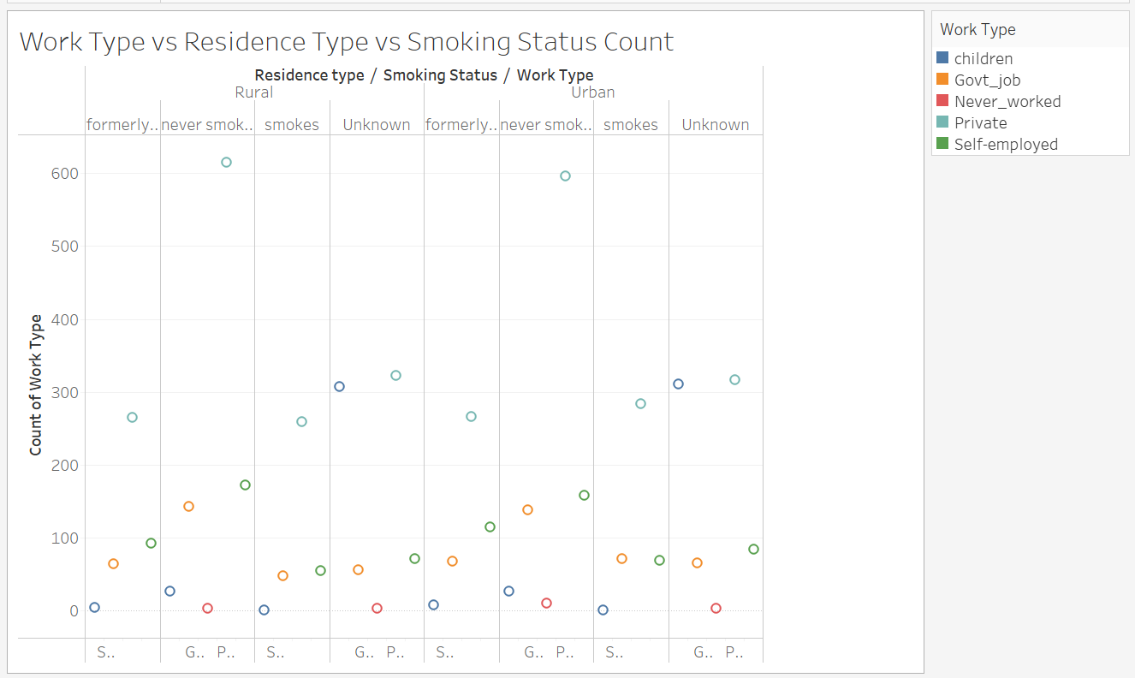 Work Type vs Residence Type vs Smoking Status Count
Residence type / Smoking Status / Work Type
Rural Urban
formerly.. never smok.. smokes Unknown formerly.. never smok.. smokes Unknown
600
500
400
300
200
100
0
Count of Work Type
S.. G.. P.. S.. G.. P.. S.. G.. P.. S.. G.. P..
Work Type
children
Govt_job
Never_worked
Private
Self-employed